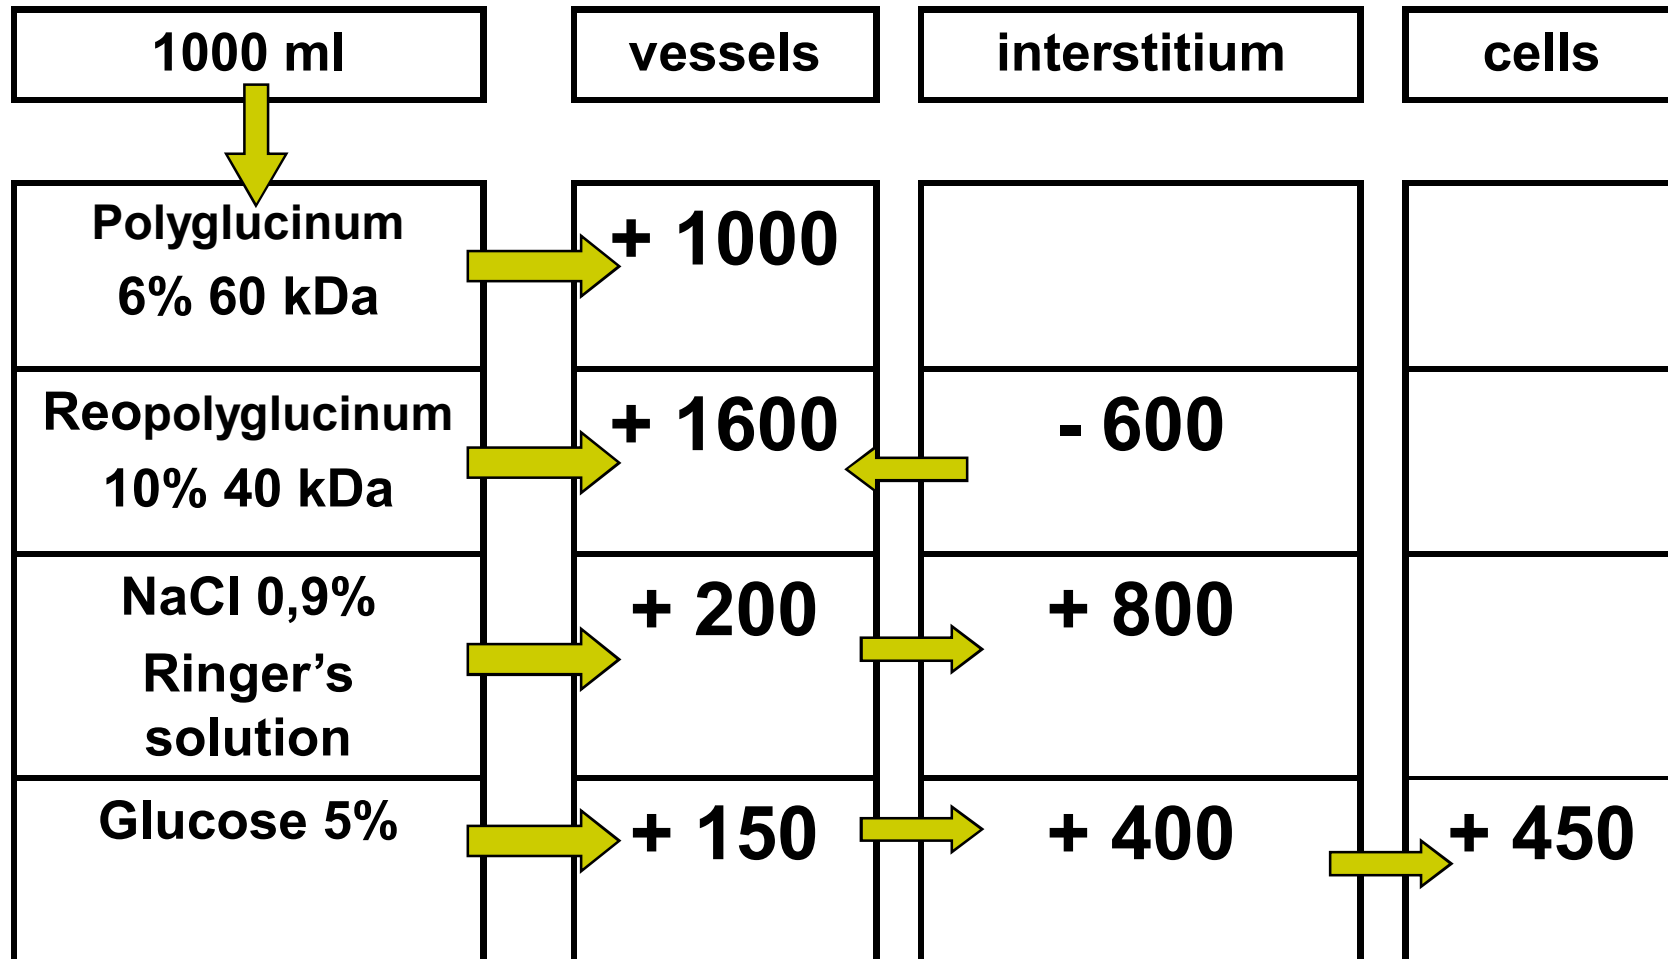 1000 ml vessels interstitium cells
Polyglucinum
6% 60 kDa
+ 1000
Reopolyglucinum
10% 40 kDa
+ 1600
- 600
NaCl 0,9%
Ringer’s
solution
+ 200
+ 800
Glucose 5%
+ 150
+ 400
+ 450